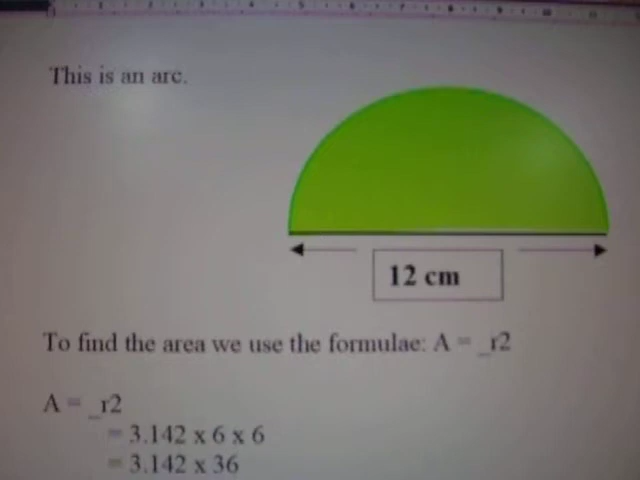 This is an arc.
12 cm
To find the area we use the formulae: A = _r2
A = _r2
= 3.142 x 6 x 6
= 3.142 x 36